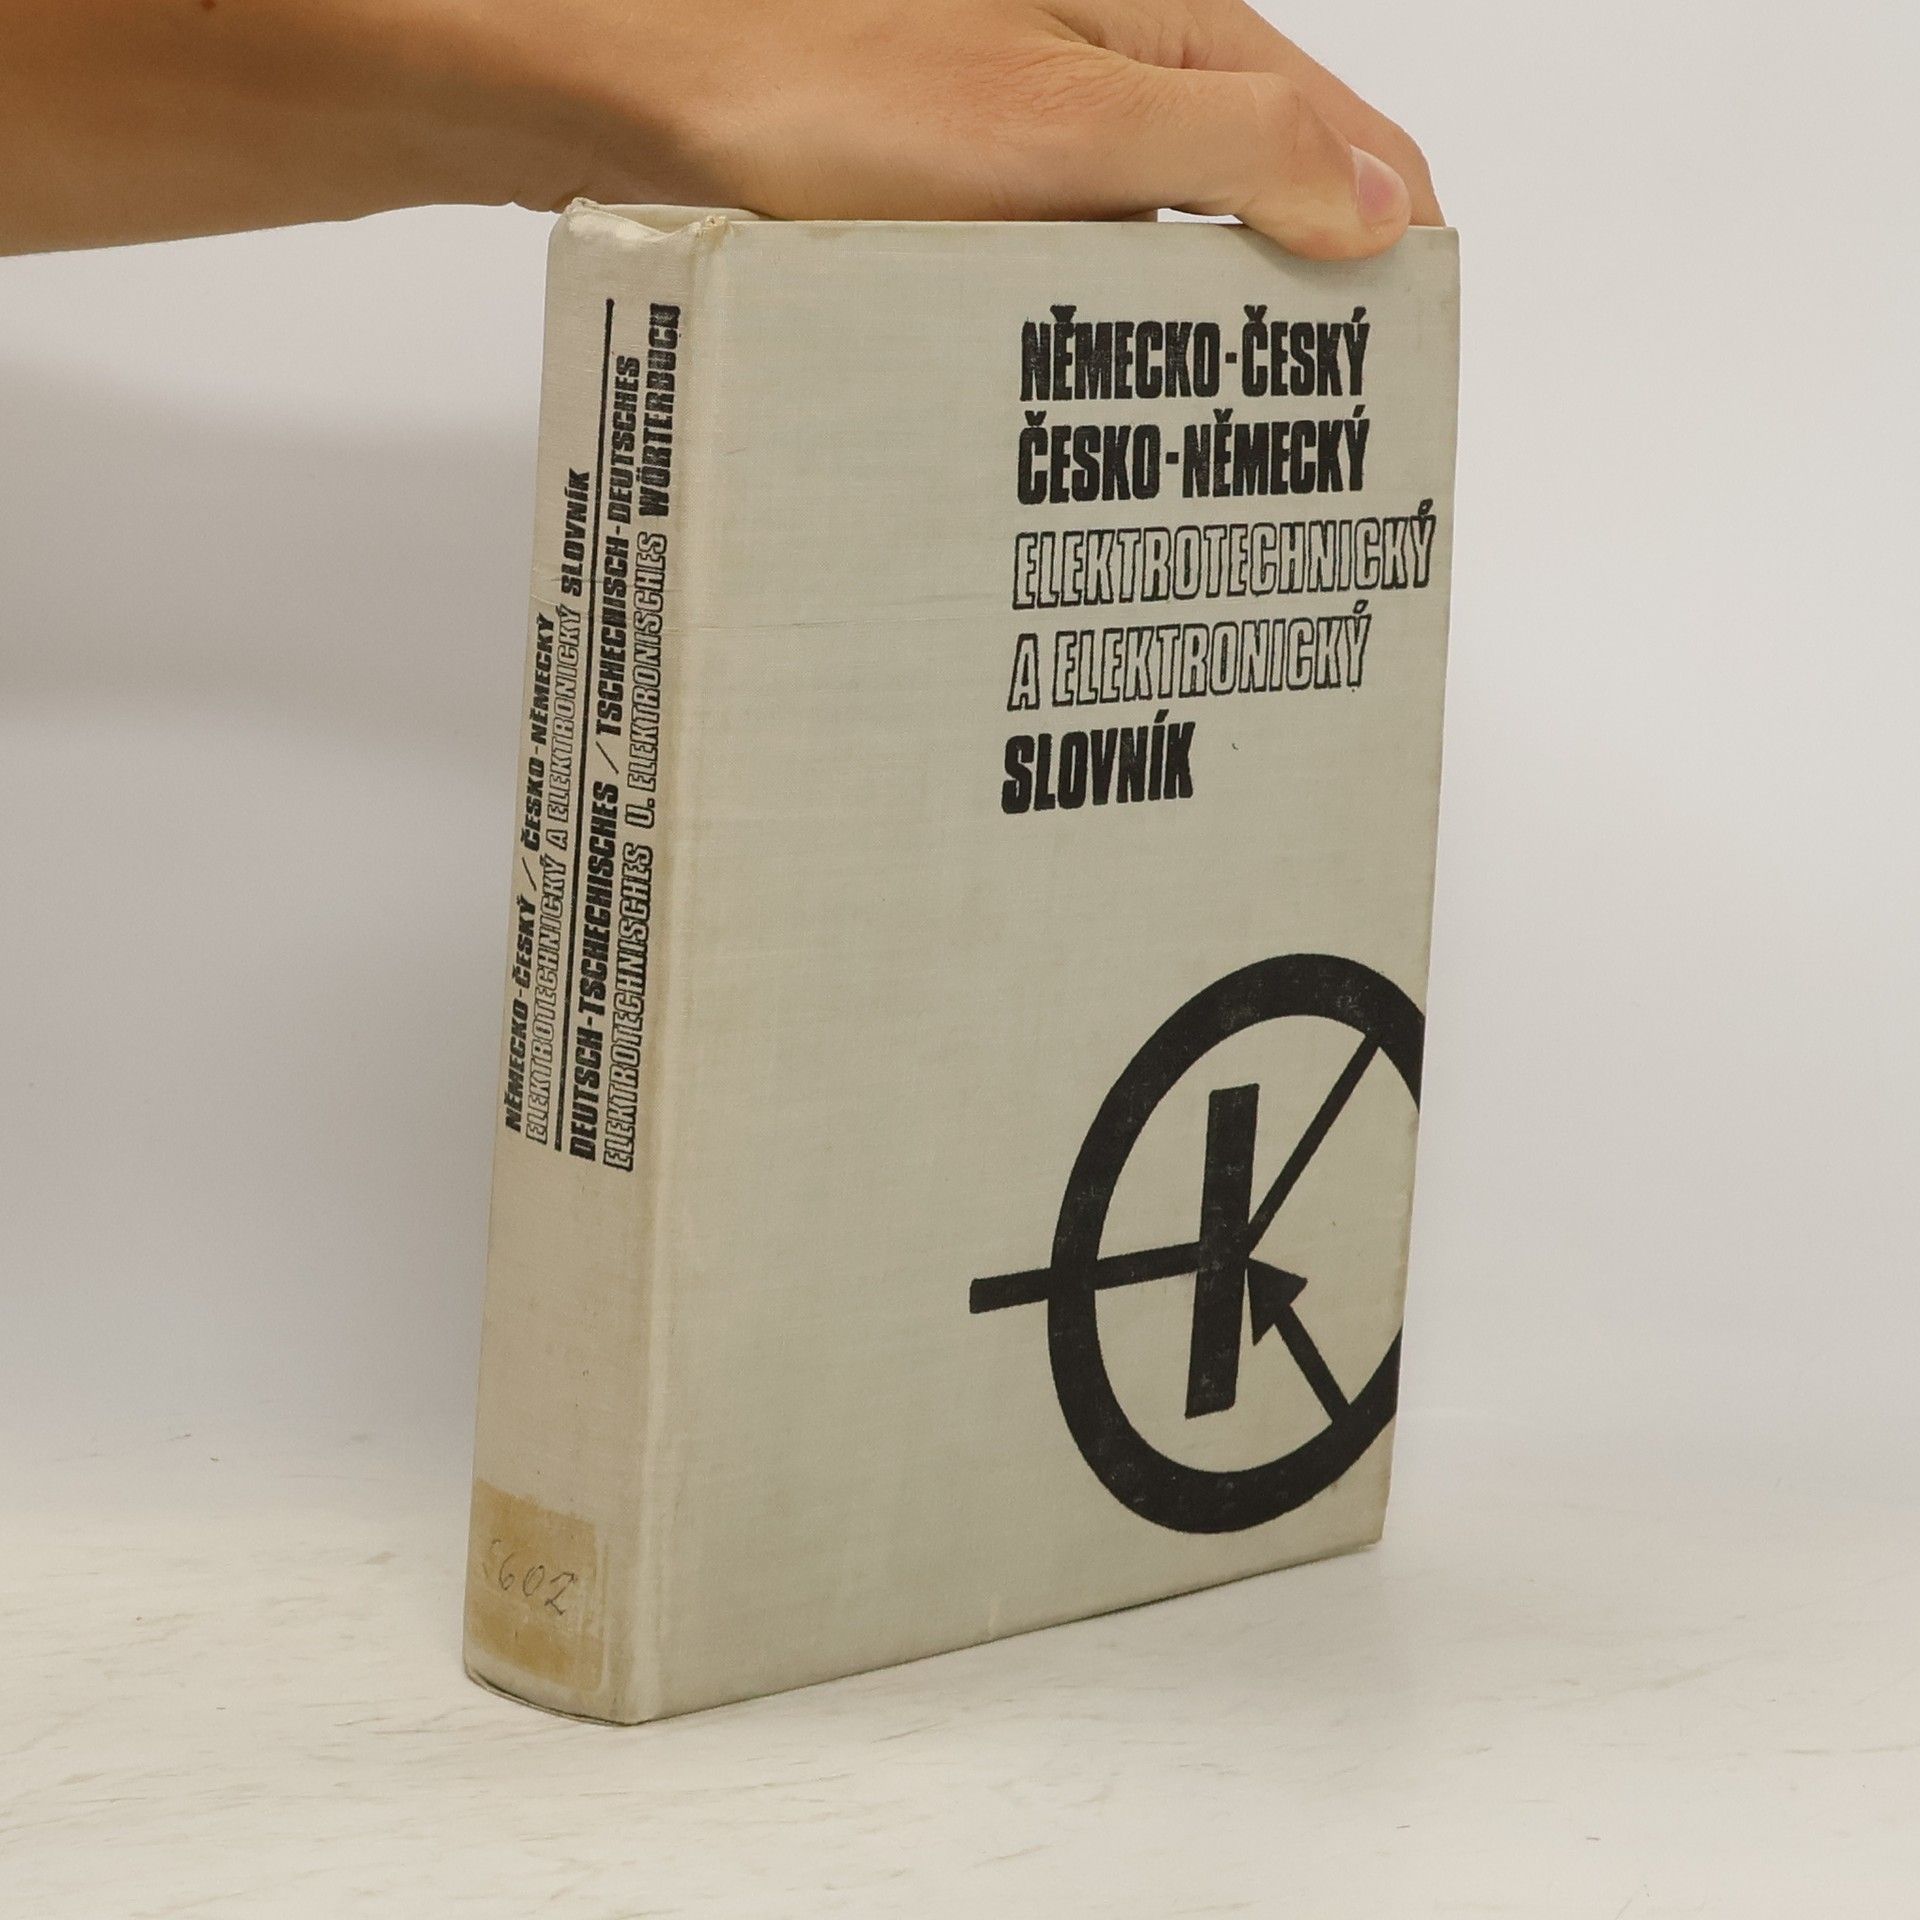 NĚMECKO-ČESKÝ
ČESKO-NĚMECKÝ
ELEKTROTECHNICKÝ
A ELEKTRONICKÝ
SLOVNÍK
NĚMECKO-ČESKÝ / ČESKO-NĚMECKÝ
ELEKTROTECHNICKÝ A ELEKTRONICKÝ SLOVNÍK
DEUTSCH-TSCHECHISCHES / TSCHECHISCH-DEUTSCHES
ELEKTROTECHNISCHES U. ELEKTRONISCHES WÖRTERBUCH